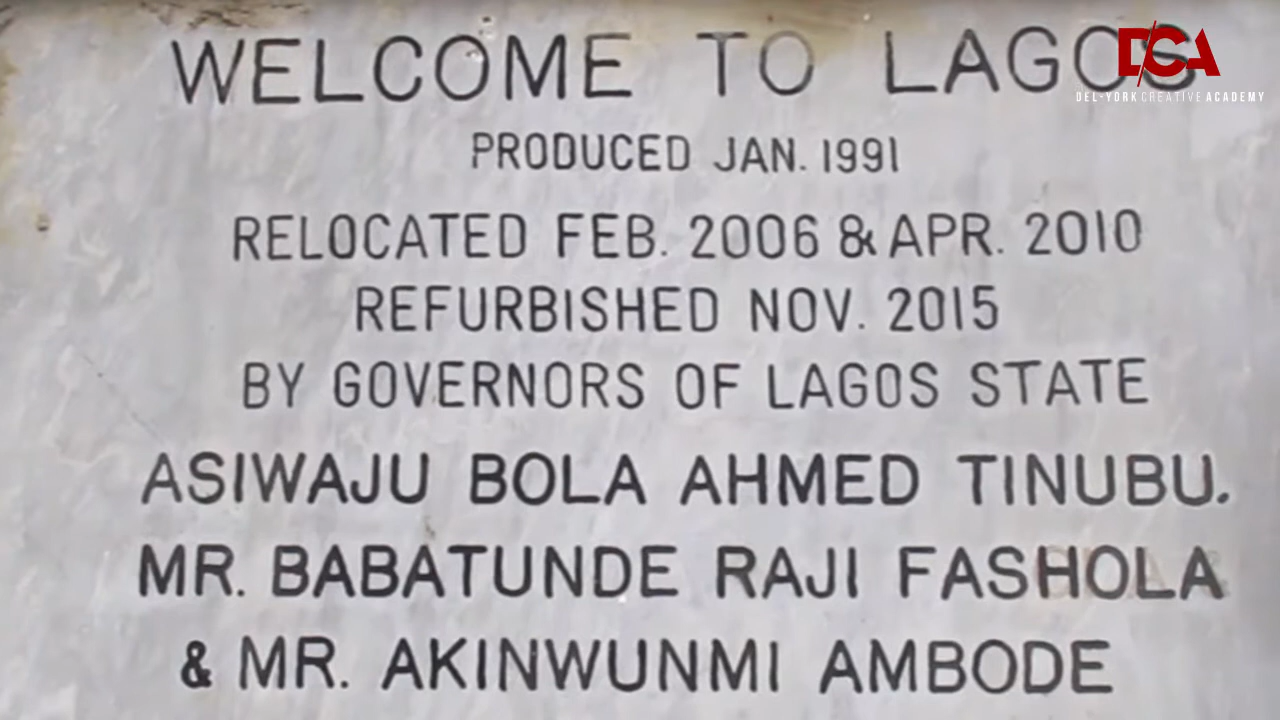 WELCOME TO LAGOS
DCA
DEL-YORK CREATIVE ACADEMY
PRODUCED JAN. 1991
RELOCATED FEB. 2006 & APR. 2010
REFURBISHED NOV. 2015
BY GOVERNORS OF LAGOS STATE
ASIWAJU BOLA AHMED TINUBU.
MR. BABATUNDE RAJI FASHOLA
& MR. AKINWUNMI AMBODE